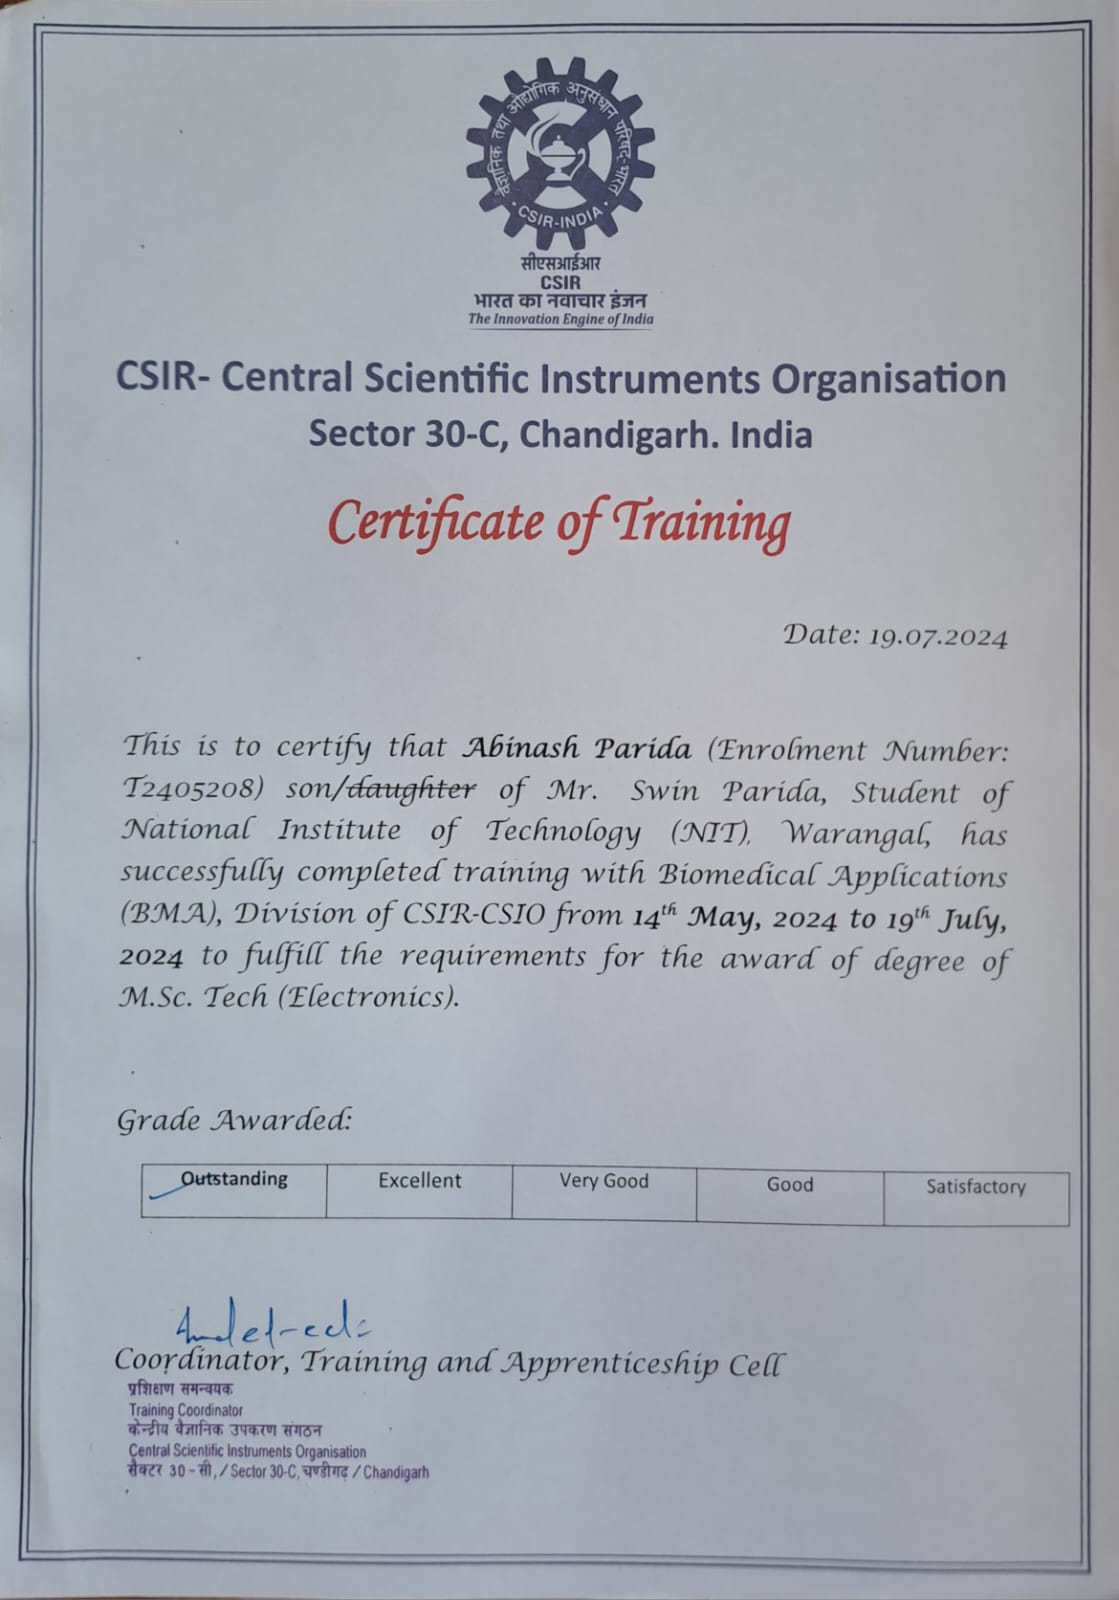 वैज्ञानिक तथा औद्योगिक अनुसंधान परिषद्-भारत
CSIR-INDIA
सीएसआईआर
CSIR
भारत का नवाचार इंजन
The Innovation Engine of India
CSIR- Central Scientific Instruments Organisation
Sector 30-C, Chandigarh. India
Certificate of Training
Date: 19.07.2024
This is to certify that Abinash Parida (Enrolment Number:
T2405208) son/daughter of Mr. Swin Parida, Student of
National Institute of Technology (NIT), Warangal, has
successfully completed training with Biomedical Applications
(BMA), Division of CSIR-CSIO from 14th May, 2024 to 19th July,
2024 to fulfill the requirements for the award of degree of
M.Sc. Tech (Electronics).
Grade Awarded:
Outstanding Excellent Very Good Good Satisfactory
Coordinator, Training and Apprenticeship Cell
प्रशिक्षण समन्वयक
Training Coordinator
केन्द्रीय वैज्ञानिक उपकरण संगठन
Central Scientific Instruments Organisation
सैक्टर 30 - सी, / Sector 30-C, चण्डीगढ़ / Chandigarh